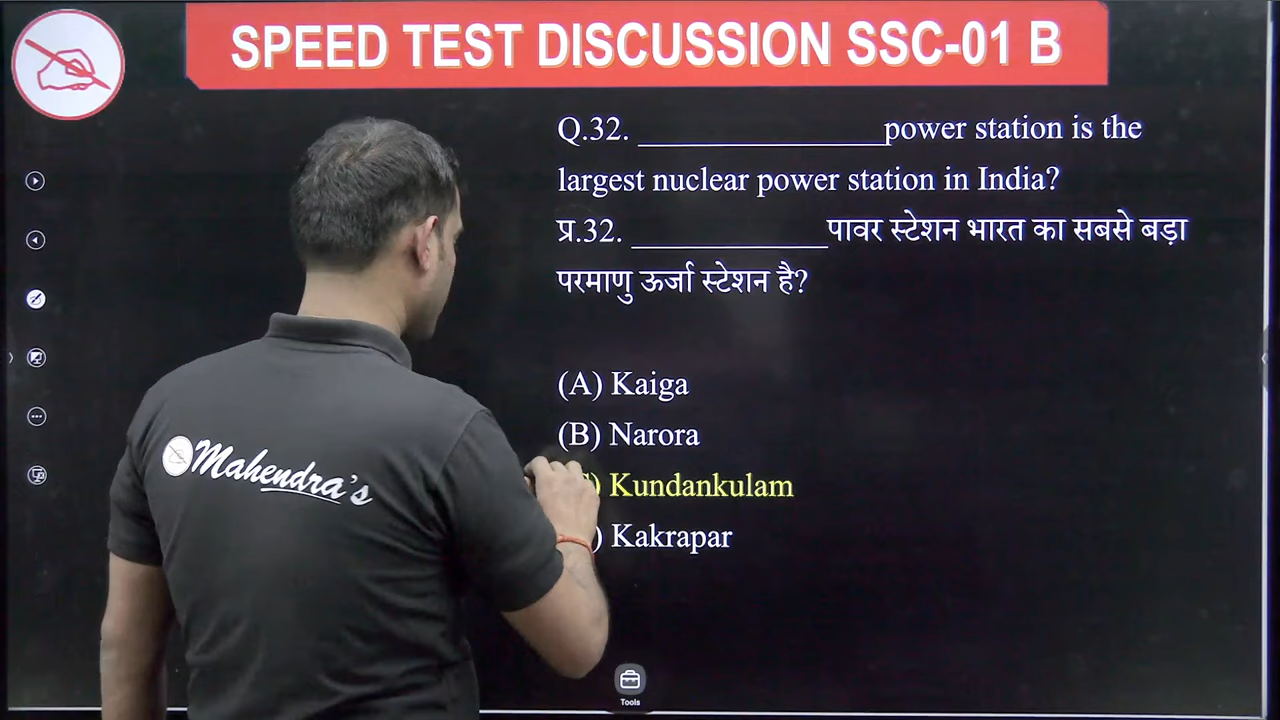 SPEED TEST DISCUSSION SSC-01 B
Q.32. ________________power station is the
largest nuclear power station in India?
प्र.32. _____________पावर स्टेशन भारत का सबसे बड़ा
परमाणु ऊर्जा स्टेशन है?
(A) Kaiga
(B) Narora
) Kundankulam
) Kakrapar
Mahendra's
Tools